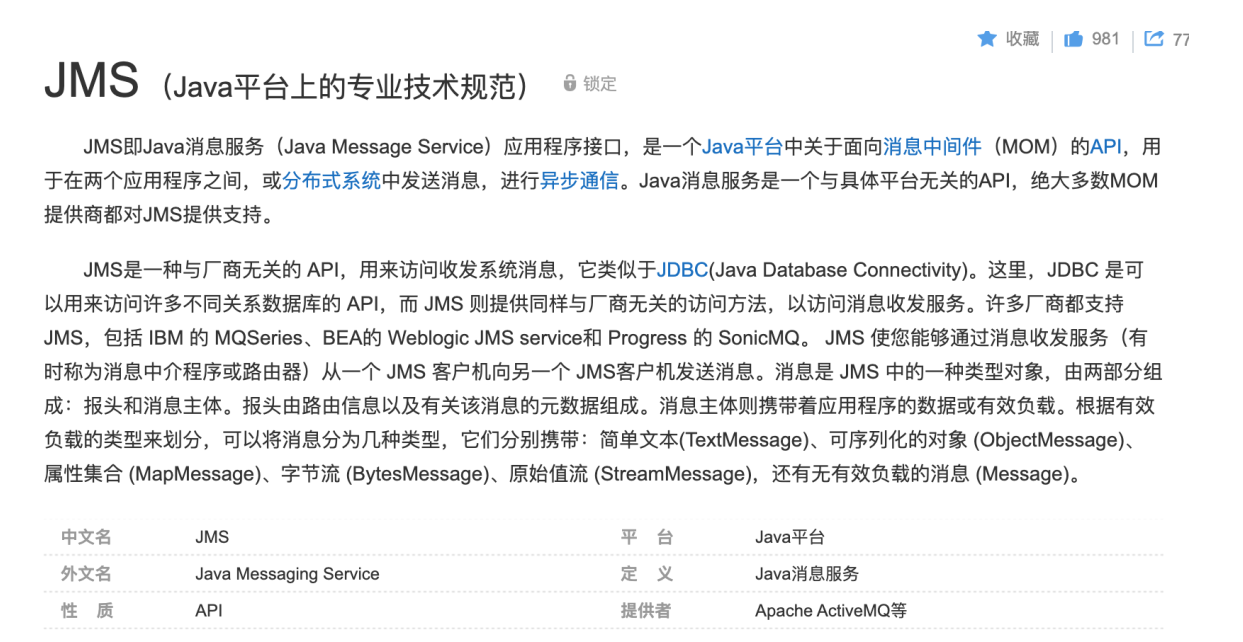 收藏 981 77
JMS（Java平台上的专业技术规范） 锁定
JMS即Java消息服务（Java Message Service）应用程序接口，是一个Java平台中关于面向消息中间件（MOM）的API，用
于在两个应用程序之间，或分布式系统中发送消息，进行异步通信。Java消息服务是一个与具体平台无关的API，绝大多数MOM
提供商都对JMS提供支持。
JMS是一种与厂商无关的 API，用来访问收发系统消息，它类似于JDBC(Java Database Connectivity)。这里，JDBC 是可
以用来访问许多不同关系数据库的 API，而 JMS 则提供同样与厂商无关的访问方法，以访问消息收发服务。许多厂商都支持
JMS，包括 IBM 的 MQSeries、BEA的 Weblogic JMS service和 Progress 的 SonicMQ。 JMS 使您能够通过消息收发服务（有
时称为消息中介程序或路由器）从一个 JMS 客户机向另一个 JMS客户机发送消息。消息是 JMS 中的一种类型对象，由两部分组
成：报头和消息主体。报头由路由信息以及有关该消息的元数据组成。消息主体则携带着应用程序的数据或有效负载。根据有效
负载的类型来划分，可以将消息分为几种类型，它们分别携带：简单文本(TextMessage)、可序列化的对象 (ObjectMessage)、
属性集合 (MapMessage)、字节流 (BytesMessage)、原始值流 (StreamMessage)，还有无有效负载的消息 (Message)。
中文名 JMS 平 台 Java平台
外文名 Java Messaging Service 定 义 Java消息服务
性 质 API 提供者 Apache ActiveMQ等